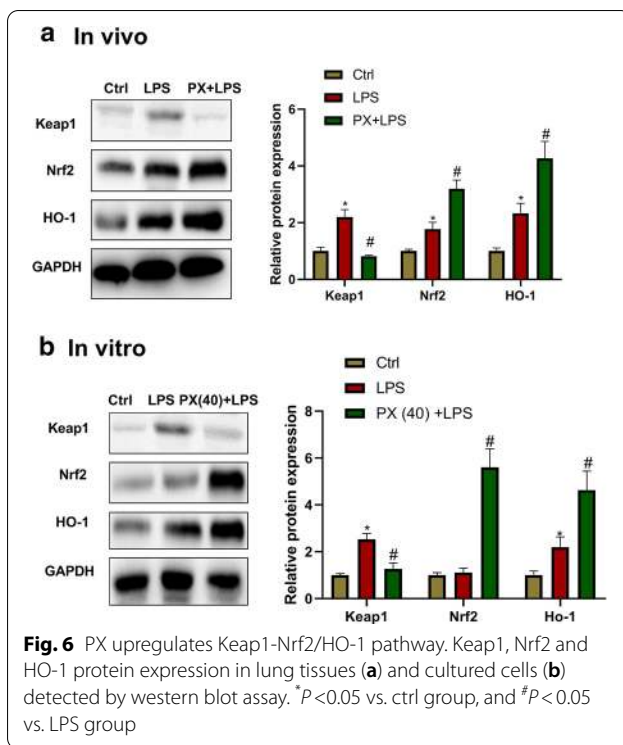 a In vivo
Ctrl LPS PX+LPS
Keap1
Nrf2
HO-1
GAPDH
Ctrl
LPS
PX+LPS
Relative protein expression
6
4
2
0
* # * # * #
Keap1 Nrf2 HO-1
b In vitro
Ctrl LPS PX(40)+LPS
Keap1
Nrf2
HO-1
GAPDH
Ctrl
LPS
PX (40) +LPS
Relative protein expression
8
6
4
2
0
* # # * #
Keap1 Nrf2 Ho-1
Fig. 6 PX upregulates Keap1-Nrf2/HO-1 pathway. Keap1, Nrf2 and
HO-1 protein expression in lung tissues (a) and cultured cells (b)
detected by western blot assay. *P<0.05 vs. ctrl group, and #P< 0.05
vs. LPS group